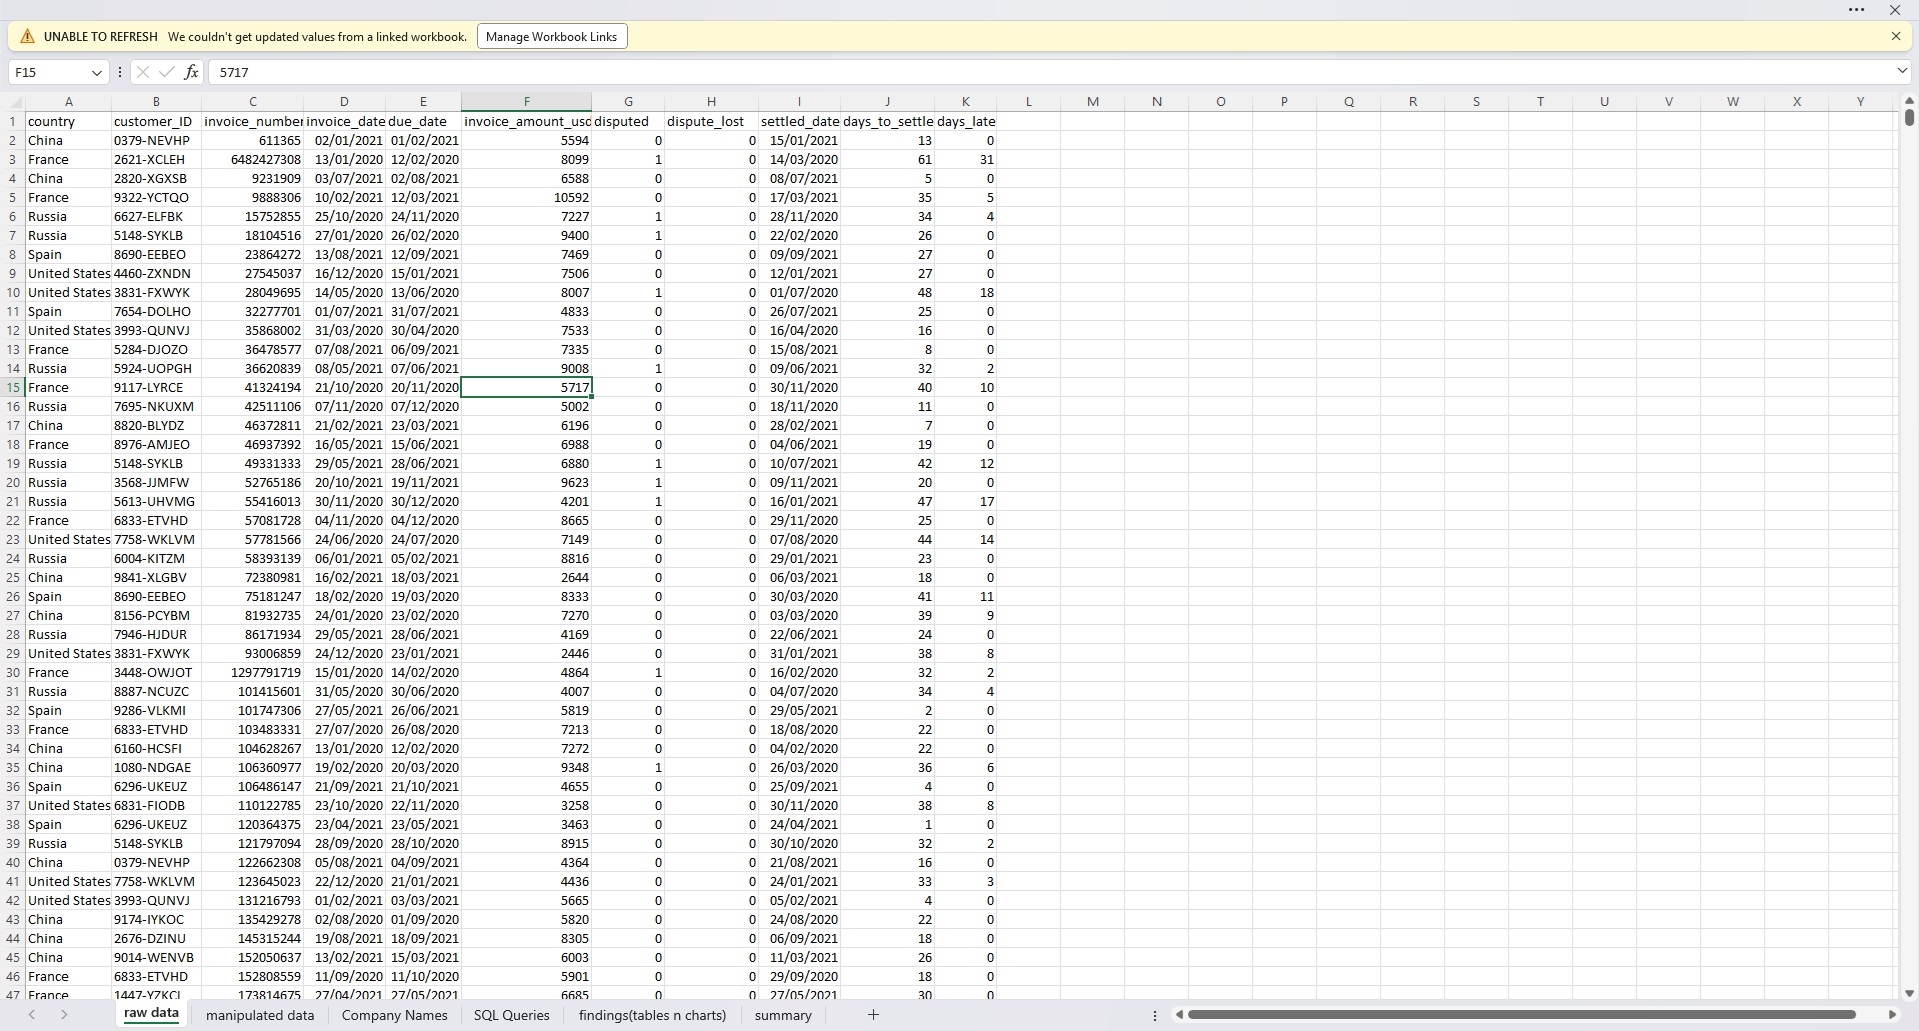 UNABLE TO REFRESH We couldn't get updated values from a linked workbook. Manage Workbook Links
F15 fx 5717
A B C D E F G H I J K L M N O P Q R S T U V W X Y
1 country customer_ID invoice_number invoice_date due_date invoice_amount_usd disputed dispute_lost settled_date days_to_settle days_late
2 China 0379-NEVHP 611365 02/01/2021 01/02/2021 5594 0 0 15/01/2021 13 0
3 France 2621-XCLEH 6482427308 13/01/2020 12/02/2020 8099 1 0 14/03/2020 61 31
4 China 2820-XGXSB 9231909 03/07/2021 02/08/2021 6588 0 0 08/07/2021 5 0
5 France 9322-YCTQO 9888306 10/02/2021 12/03/2021 10592 0 0 17/03/2021 35 5
6 Russia 6627-ELFBK 15752855 25/10/2020 24/11/2020 7227 1 0 28/11/2020 34 4
7 Russia 5148-SYKLB 18104516 27/01/2020 26/02/2020 9400 1 0 22/02/2020 26 0
8 Spain 8690-EEBEO 23864272 13/08/2021 12/09/2021 7469 0 0 09/09/2021 27 0
9 United States 4460-ZXNDN 27545037 16/12/2020 15/01/2021 7506 0 0 12/01/2021 27 0
10 United States 3831-FXWYK 28049695 14/05/2020 13/06/2020 8007 1 0 01/07/2020 48 18
11 Spain 7654-DOLHO 32277701 01/07/2021 31/07/2021 4833 0 0 26/07/2021 25 0
12 United States 3993-QUNVJ 35868002 31/03/2020 30/04/2020 7533 0 0 16/04/2020 16 0
13 France 5284-DJOZO 36478577 07/08/2021 06/09/2021 7335 0 0 15/08/2021 8 0
14 Russia 5924-UOPGH 36620839 08/05/2021 07/06/2021 9008 1 0 09/06/2021 32 2
15 France 9117-LYRCE 41324194 21/10/2020 20/11/2020 5717 0 0 30/11/2020 40 10
16 Russia 7695-NKUXM 42511106 07/11/2020 07/12/2020 5002 0 0 18/11/2020 11 0
17 China 8820-BLYDZ 46372811 21/02/2021 23/03/2021 6196 0 0 28/02/2021 7 0
18 France 8976-AMJEO 46937392 16/05/2021 15/06/2021 6988 0 0 04/06/2021 19 0
19 Russia 5148-SYKLB 49331333 29/05/2021 28/06/2021 6880 1 0 10/07/2021 42 12
20 Russia 3568-JJMFW 52765186 20/10/2021 19/11/2021 9623 1 0 09/11/2021 20 0
21 Russia 5613-UHVMG 55416013 30/11/2020 30/12/2020 4201 1 0 16/01/2021 47 17
22 France 6833-ETVHD 57081728 04/11/2020 04/12/2020 8665 0 0 29/11/2020 25 0
23 United States 7758-WKLVM 57781566 24/06/2020 24/07/2020 7149 0 0 07/08/2020 44 14
24 Russia 6004-KITZM 58393139 06/01/2021 05/02/2021 8816 0 0 29/01/2021 23 0
25 China 9841-XLGBV 72380981 16/02/2021 18/03/2021 2644 0 0 06/03/2021 18 0
26 Spain 8690-EEBEO 75181247 18/02/2020 19/03/2020 8333 0 0 30/03/2020 41 11
27 China 8156-PCYBM 81932735 24/01/2020 23/02/2020 7270 0 0 03/03/2020 39 9
28 Russia 7946-HJDUR 86171934 29/05/2021 28/06/2021 4169 0 0 22/06/2021 24 0
29 United States 3831-FXWYK 93006859 24/12/2020 23/01/2021 2446 0 0 31/01/2021 38 8
30 France 3448-OWJOT 1297791719 15/01/2020 14/02/2020 4864 1 0 16/02/2020 32 2
31 Russia 8887-NCUZC 101415601 31/05/2020 30/06/2020 4007 0 0 04/07/2020 34 4
32 Spain 9286-VLKMI 101747306 27/05/2021 26/06/2021 5819 0 0 29/05/2021 2 0
33 France 6833-ETVHD 103483331 27/07/2020 26/08/2020 7213 0 0 18/08/2020 22 0
34 China 6160-HCSFI 104628267 13/01/2020 12/02/2020 7272 0 0 04/02/2020 22 0
35 China 1080-NDGAE 106360977 19/02/2020 20/03/2020 9348 1 0 26/03/2020 36 6
36 Spain 6296-UKEUZ 106486147 21/09/2021 21/10/2021 4655 0 0 25/09/2021 4 0
37 United States 6831-FIODB 110122785 23/10/2020 22/11/2020 3258 0 0 30/11/2020 38 8
38 Spain 6296-UKEUZ 120364375 23/04/2021 23/05/2021 3463 0 0 24/04/2021 1 0
39 Russia 5148-SYKLB 121797094 28/09/2020 28/10/2020 8915 0 0 30/10/2020 32 2
40 China 0379-NEVHP 122662308 05/08/2021 04/09/2021 4364 0 0 21/08/2021 16 0
41 United States 7758-WKLVM 123645023 22/12/2020 21/01/2021 4436 0 0 24/01/2021 33 3
42 United States 3993-QUNVJ 131216793 01/02/2021 03/03/2021 5665 0 0 05/02/2021 4 0
43 China 9174-IYKOC 135429278 02/08/2020 01/09/2020 5820 0 0 24/08/2020 22 0
44 China 2676-DZINU 145315244 19/08/2021 18/09/2021 8305 0 0 06/09/2021 18 0
45 China 9014-WENVB 152050637 13/02/2021 15/03/2021 6003 0 0 11/03/2021 26 0
46 France 6833-ETVHD 152808559 11/09/2020 11/10/2020 5901 0 0 29/09/2020 18 0
47 France 1447-YZKCL 173814675 27/04/2021 27/05/2021 6685 0 0 27/05/2021 30 0
raw data manipulated data Company Names SQL Queries findings(tables n charts) summary